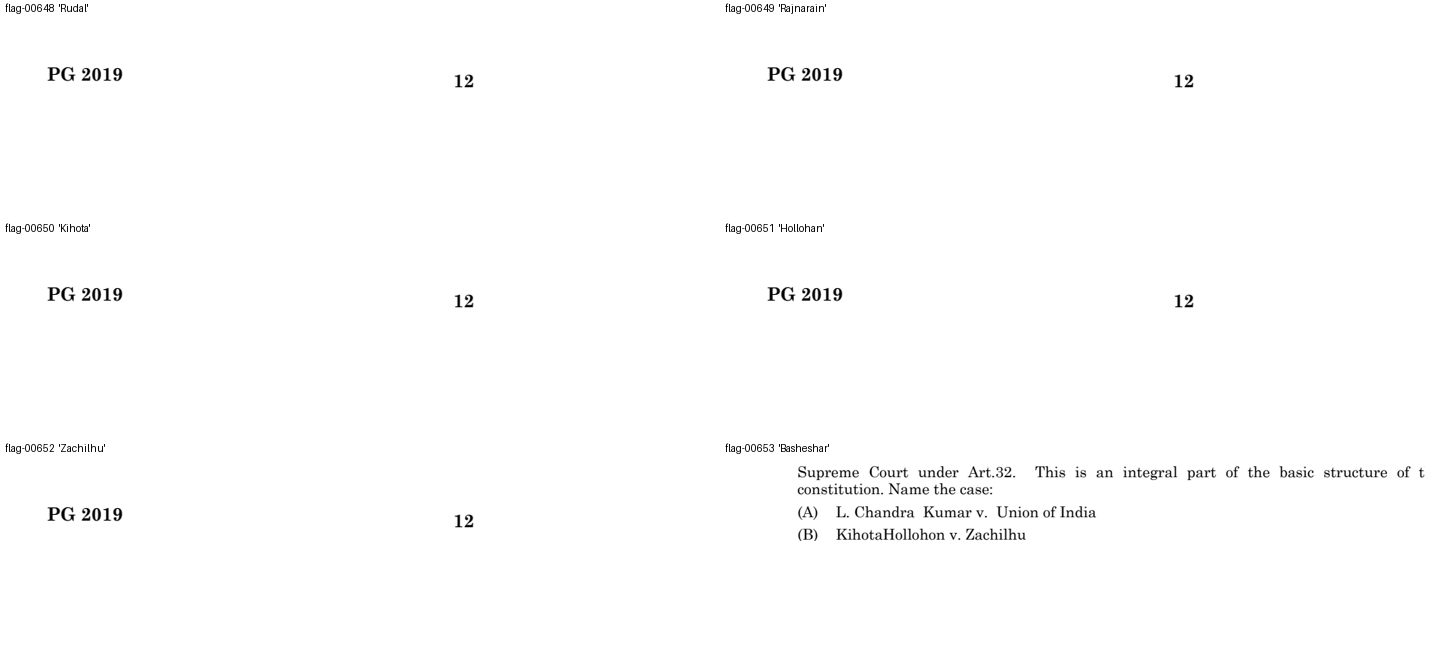 flag-00648 'Rudal'
flag-00649 'Rajnarain'
PG 2019
12
PG 2019
12
flag-00650 'Kihota'
flag-00651 'Hollohan'
PG 2019
12
PG 2019
12
flag-00652 'Zachilhu'
flag-00653 'Basheshar'
PG 2019
12
Supreme Court under Art.32. This is an integral part of the basic structure of t
constitution. Name the case:
(A) L. Chandra Kumar v. Union of India
(B) KihotaHollohon v. Zachilhu